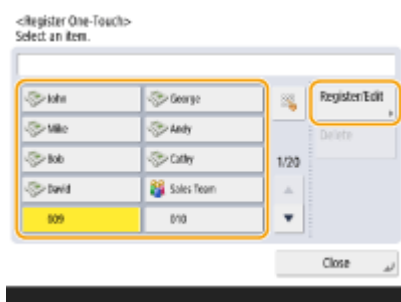 <Register One-Touch>
Select an item.
John George Register/Edit
Mike Andy Delete
Bob Cathy 1/20
David Sales Team
009 010
Close